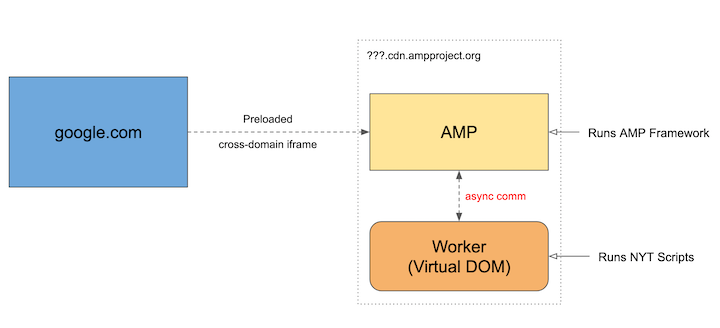 ???.cdn.ampproject.org
google.com
Preloaded
cross-domain iframe
AMP
Runs AMP Framework
async comm
Worker
(Virtual DOM)
Runs NYT Scripts